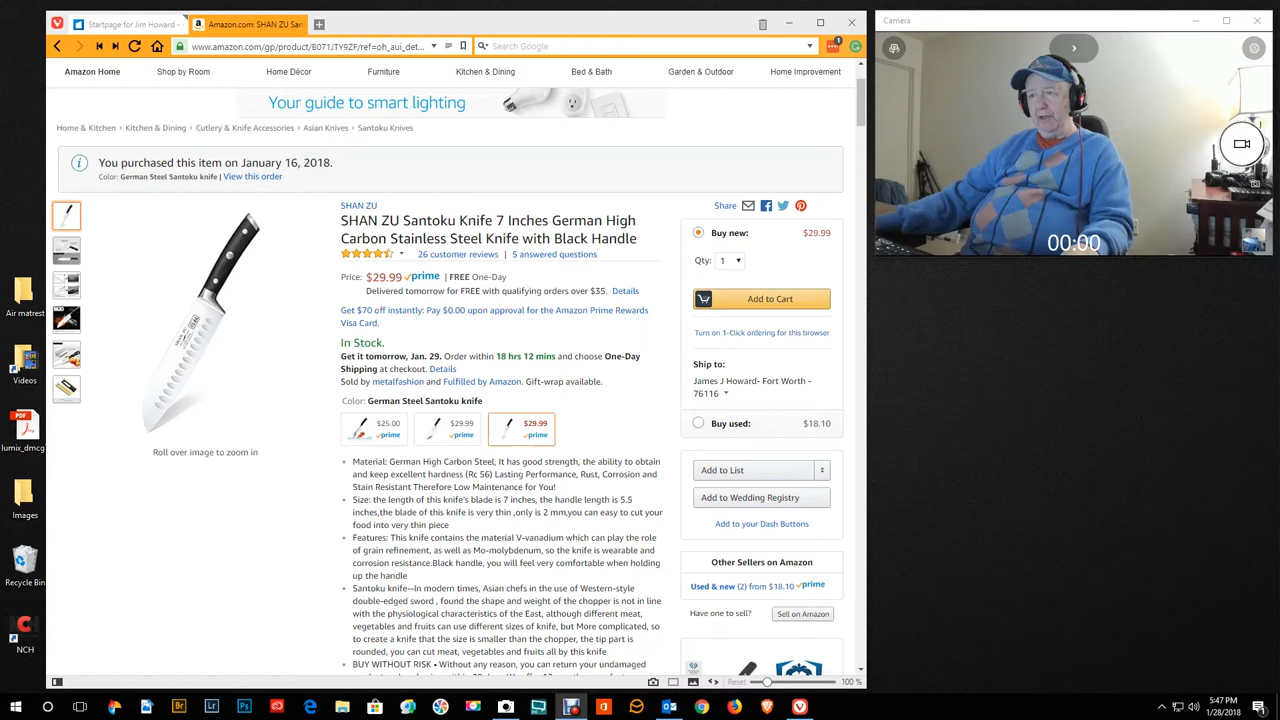 Startpage for Jim Howard -
Amazon.com: SHAN ZU San
Camera
www.amazon.com/gp/product/B071JTY9ZF/ref=oh_aui_det...
Search Google
1
Amazon Home
Shop by Room
Home Décor
Furniture
Kitchen & Dining
Bed & Bath
Garden & Outdoor
Home Improvement
Your guide to smart lighting
Home & Kitchen › Kitchen & Dining › Cutlery & Knife Accessories › Asian Knives › Santoku Knives
You purchased this item on January 16, 2018.
Color: German Steel Santoku knife | View this order
SHAN ZU
SHAN ZU Santoku Knife 7 Inches German High
Carbon Stainless Steel Knife with Black Handle
26 customer reviews | 5 answered questions
Price: $29.99 prime | FREE One-Day
Delivered tomorrow for FREE with qualifying orders over $35. Details
Get $70 off instantly: Pay $0.00 upon approval for the Amazon Prime Rewards
Visa Card.
In Stock.
Get it tomorrow, Jan. 29. Order within 18 hrs 12 mins and choose One-Day
Shipping at checkout. Details
Sold by metalfashion and Fulfilled by Amazon. Gift-wrap available.
Color: German Steel Santoku knife
$25.00
prime
$29.99
prime
$29.99
prime
Roll over image to zoom in
Material: German High Carbon Steel, It has good strength, the ability to obtain
and keep excellent hardness (Rc 56) Lasting Performance, Rust, Corrosion and
Stain Resistant Therefore Low Maintenance for You!
Size: the length of this knife's blade is 7 inches, the handle length is 5.5
inches,the blade of this knife is very thin ,only is 2 mm,you can easy to cut your
food into very thin piece
Features: This knife contains the material V-vanadium which can play the role
of grain refinement, as well as Mo-molybdenum, so the knife is wearable and
corrosion resistance.Black handle, you will feel very comfortable when holding
up the handle
Santoku knife--In modern times, Asian chefs in the use of Western-style
double-edged sword , found the shape and weight of the chopper is not in line
with the physiological characteristics of the East, although different meat,
vegetables and fruits can use different sizes of knife, but More complicated, so
to create a knife that the size is smaller than the chopper, the tip part is
rounded, you can cut meat, vegetables and fruits all by this knife
BUY WITHOUT RISK • Without any reason, you can return your undamaged
Share
Buy new: $29.99
Qty: 1
Add to Cart
Turn on 1-Click ordering for this browser
Ship to:
James J Howard- Fort Worth -
76116
Buy used: $18.10
Add to List
Add to Wedding Registry
Add to your Dash Buttons
Other Sellers on Amazon
Used & new (2) from $18.10 prime
Have one to sell? Sell on Amazon
Reset
100 %
00:00
Air matrest
Videos
PDF
lumix_dmcg
Images
Recycle Bin
NCH
Br
Lr
Ps
5:47 PM
1/28/2018
1